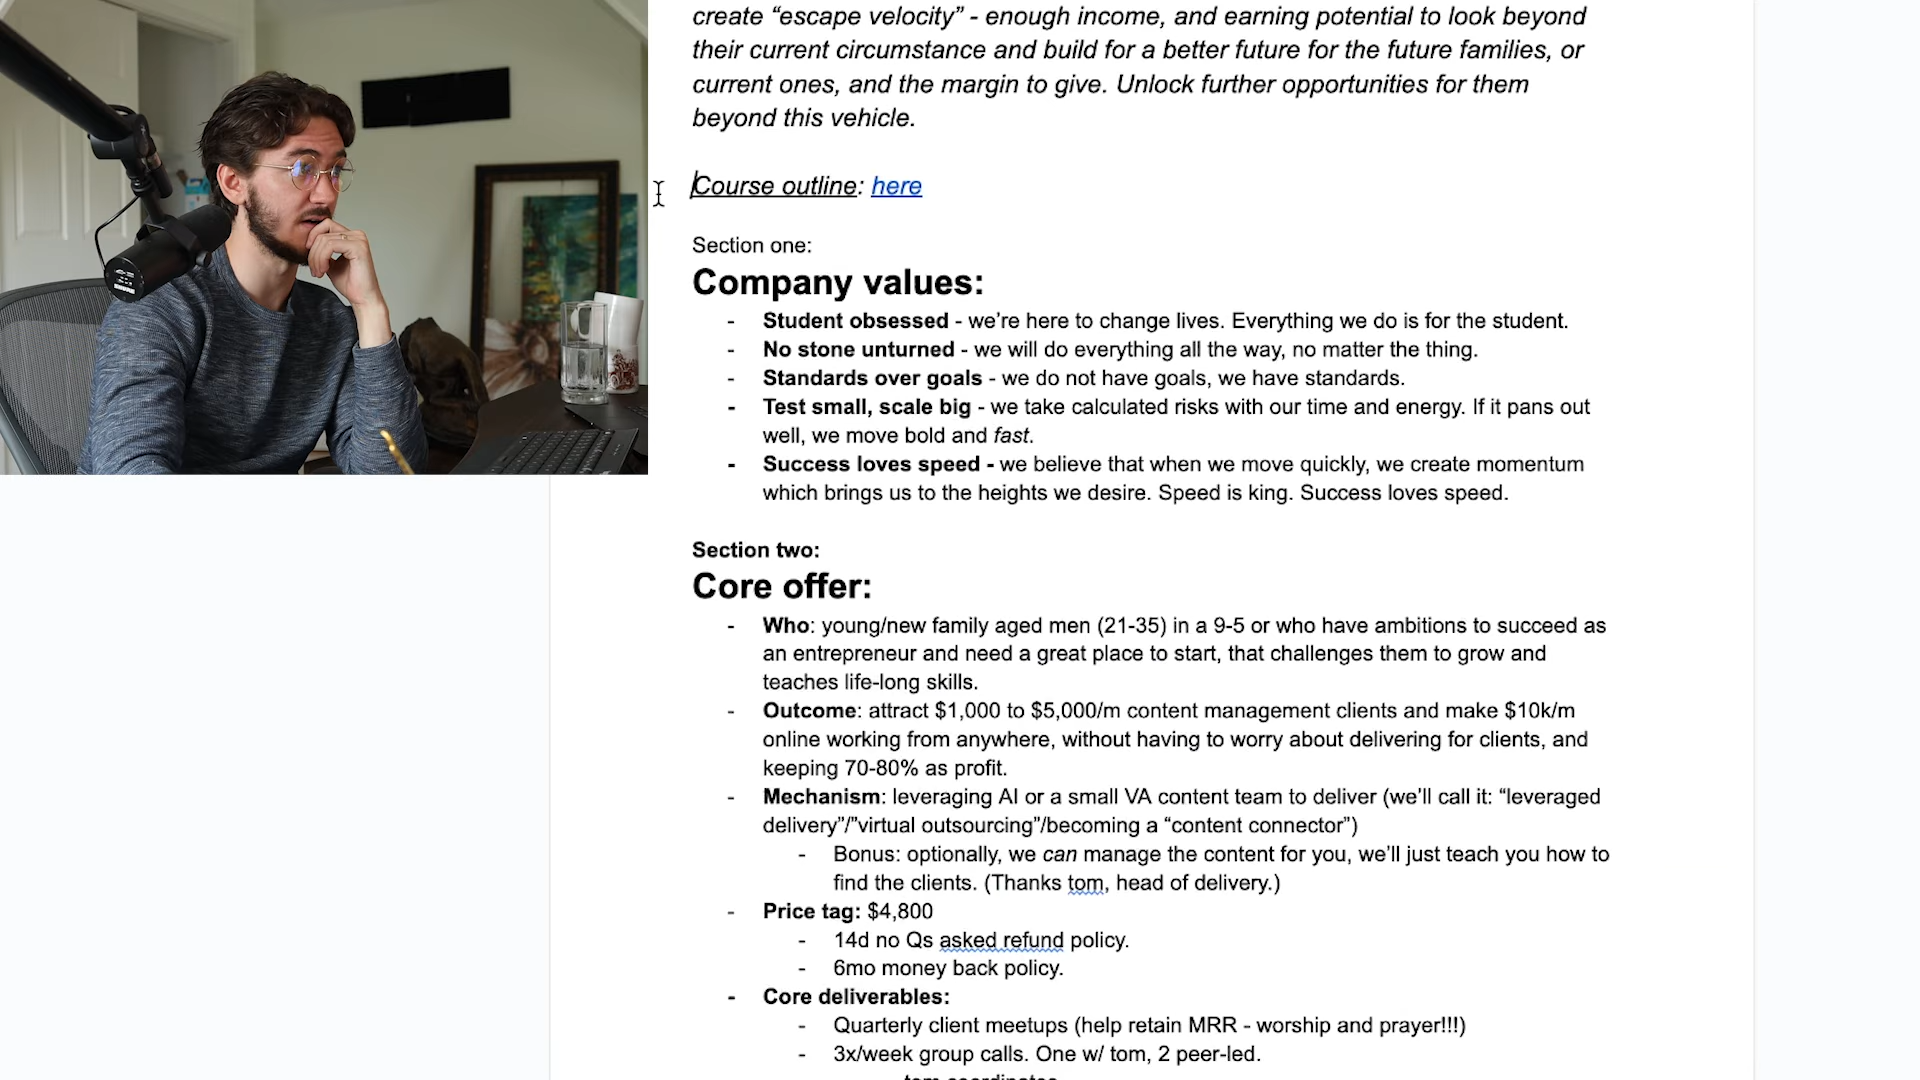 create “escape velocity” - enough income, and earning potential to look beyond
their current circumstance and build for a better future for the future families, or
current ones, and the margin to give. Unlock further opportunities for them
beyond this vehicle.
Course outline: here
Section one:
Company values:
- Student obsessed - we’re here to change lives. Everything we do is for the student.
- No stone unturned - we will do everything all the way, no matter the thing.
- Standards over goals - we do not have goals, we have standards.
- Test small, scale big - we take calculated risks with our time and energy. If it pans out
well, we move bold and fast.
- Success loves speed - we believe that when we move quickly, we create momentum
which brings us to the heights we desire. Speed is king. Success loves speed.
Section two:
Core offer:
- Who: young/new family aged men (21-35) in a 9-5 or who have ambitions to succeed as
an entrepreneur and need a great place to start, that challenges them to grow and
teaches life-long skills.
- Outcome: attract $1,000 to $5,000/m content management clients and make $10k/m
online working from anywhere, without having to worry about delivering for clients, and
keeping 70-80% as profit.
- Mechanism: leveraging AI or a small VA content team to deliver (we’ll call it: “leveraged
delivery”/”virtual outsourcing”/becoming a “content connector”)
- Bonus: optionally, we can manage the content for you, we’ll just teach you how to
find the clients. (Thanks tom, head of delivery.)
- Price tag: $4,800
- 14d no Qs asked refund policy.
- 6mo money back policy.
- Core deliverables:
- Quarterly client meetups (help retain MRR - worship and prayer!!!)
- 3x/week group calls. One w/ tom, 2 peer-led.